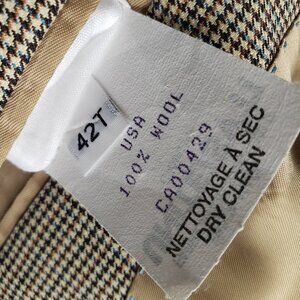 42T
USA
100% WOOL
CA00429
NETTOYAGE À SEC
DRY CLEAN